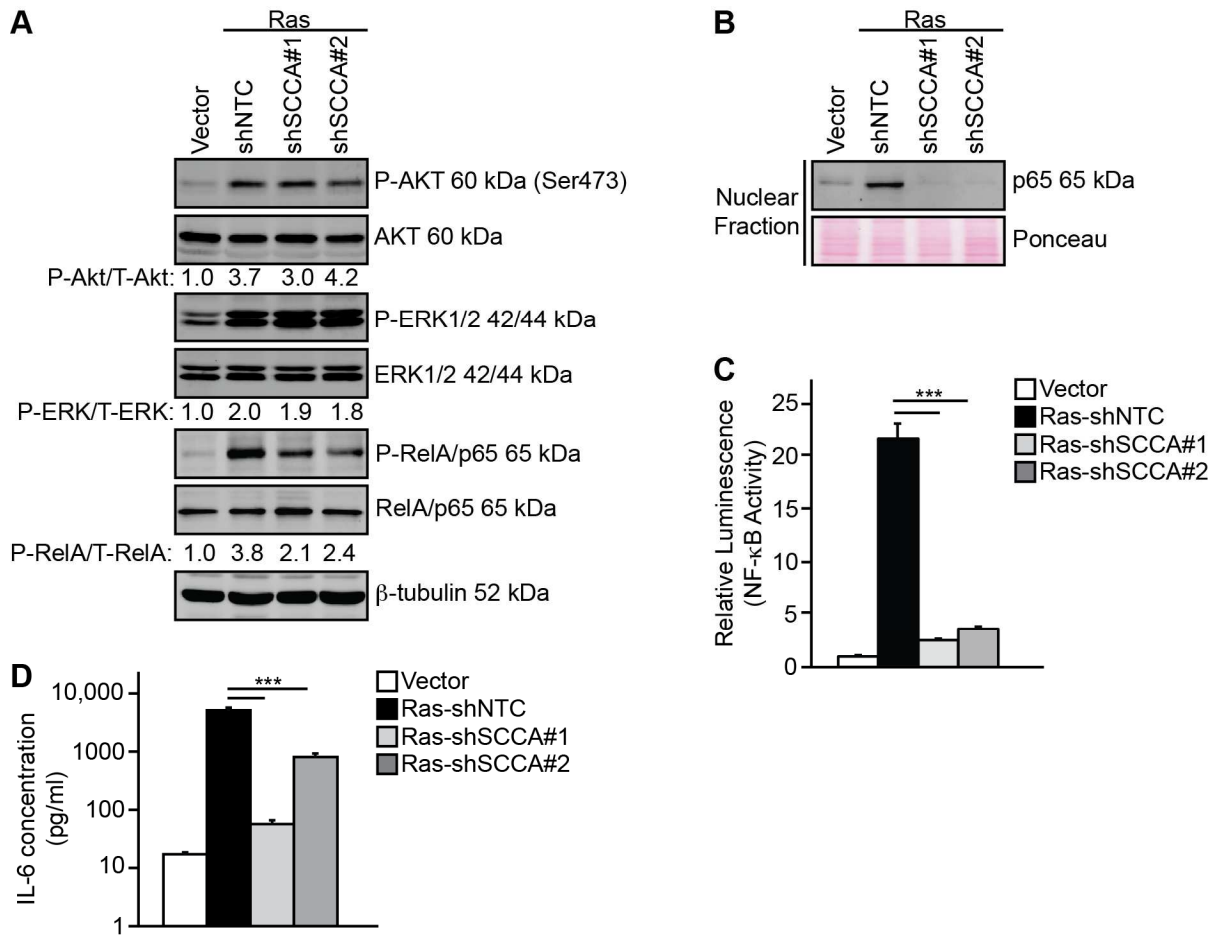 A
Ras
Vector
shNTC
shSCCA#1
shSCCA#2
P-AKT 60 kDa (Ser473)
AKT 60 kDa
P-Akt/T-Akt: 1.0 3.7 3.0 4.2
P-ERK1/2 42/44 kDa
ERK1/2 42/44 kDa
P-ERK/T-ERK: 1.0 2.0 1.9 1.8
P-RelA/p65 65 kDa
RelA/p65 65 kDa
P-RelA/T-RelA: 1.0 3.8 2.1 2.4
β-tubulin 52 kDa
B
Ras
Vector
shNTC
shSCCA#1
shSCCA#2
Nuclear
Fraction
p65 65 kDa
Ponceau
C
Relative Luminescence
(NF-κB Activity)
25
20
15
10
5
0
***
Vector
Ras-shNTC
Ras-shSCCA#1
Ras-shSCCA#2
D
IL-6 concentration
(pg/ml)
10,000
1000
100
10
1
***
Vector
Ras-shNTC
Ras-shSCCA#1
Ras-shSCCA#2